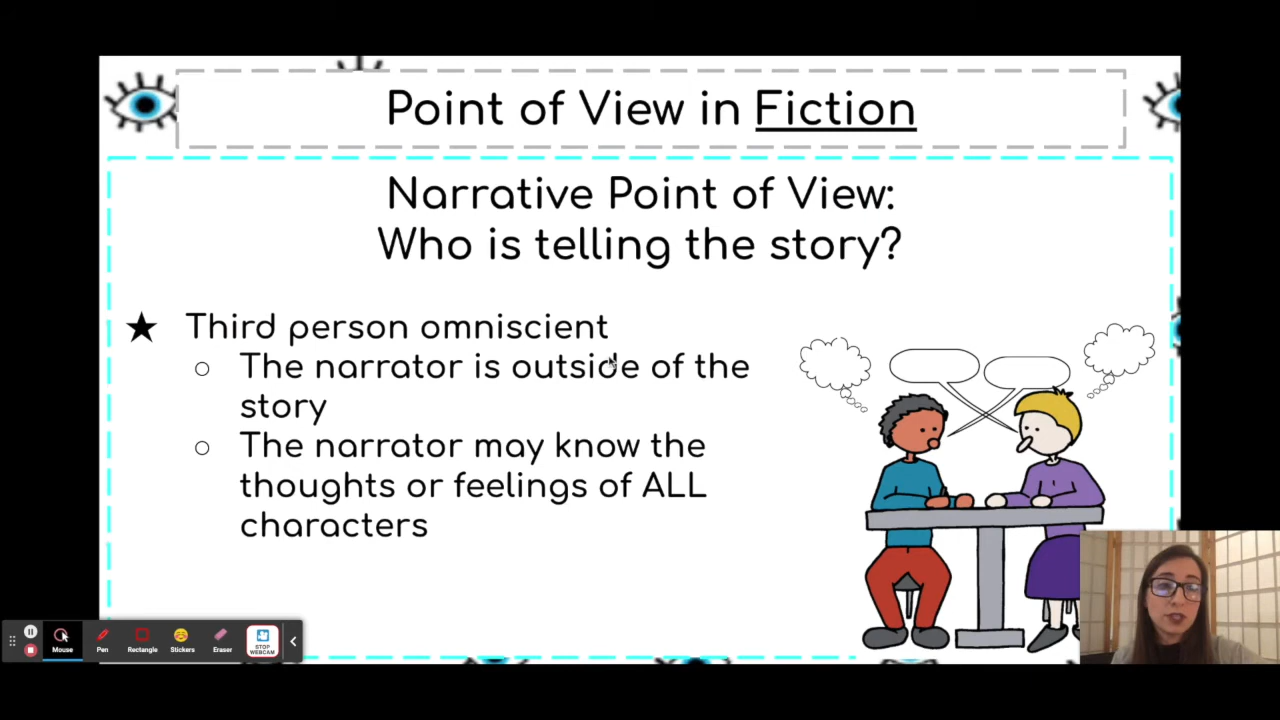 Point of View in Fiction
Narrative Point of View:
Who is telling the story?
★ Third person omniscient
○ The narrator is outside of the
story
○ The narrator may know the
thoughts or feelings of ALL
characters
Mouse
Pen
Rectangle
Stickers
Eraser
STOP
WEBCAM